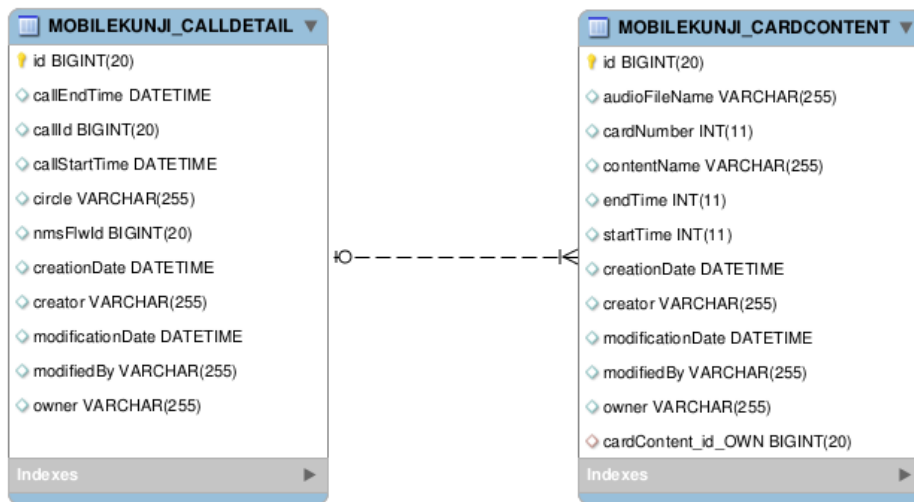 MOBILEKUNJI_CALLDETAIL
id BIGINT(20)
callEndTime DATETIME
callId BIGINT(20)
callStartTime DATETIME
circle VARCHAR(255)
nmsFlwId BIGINT(20)
creationDate DATETIME
creator VARCHAR(255)
modificationDate DATETIME
modifiedBy VARCHAR(255)
owner VARCHAR(255)
Indexes
MOBILEKUNJI_CARDCONTENT
id BIGINT(20)
audioFileName VARCHAR(255)
cardNumber INT(11)
contentName VARCHAR(255)
endTime INT(11)
startTime INT(11)
creationDate DATETIME
creator VARCHAR(255)
modificationDate DATETIME
modifiedBy VARCHAR(255)
owner VARCHAR(255)
cardContent_id_OWN BIGINT(20)
Indexes